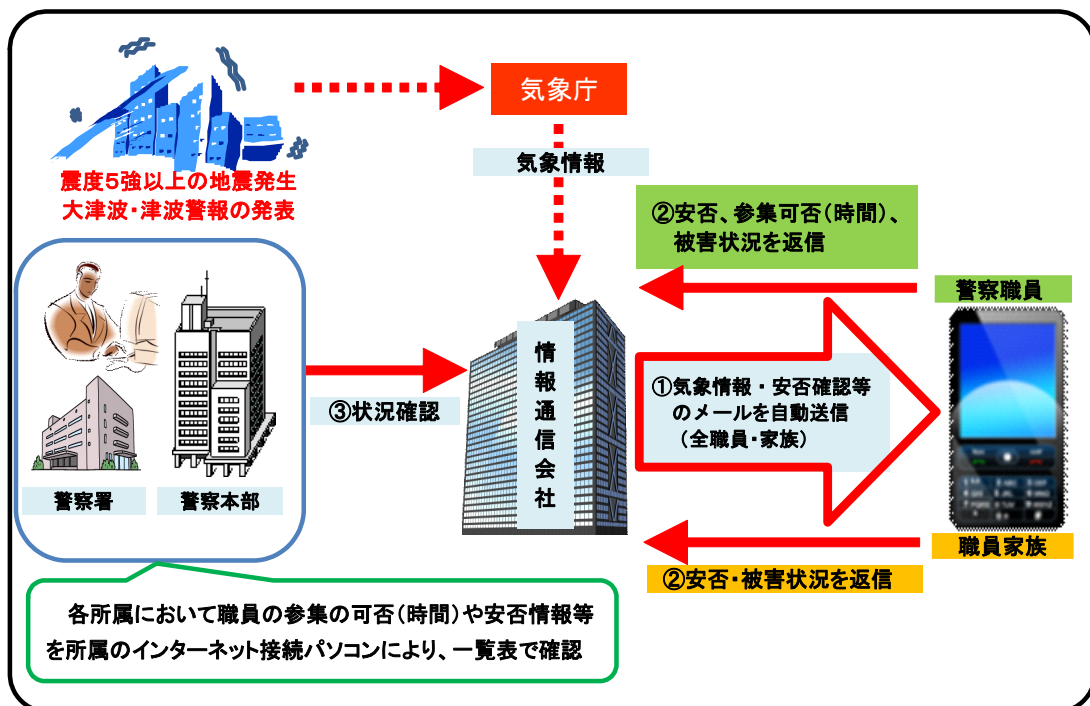 気象庁
気象情報
震度5強以上の地震発生
大津波・津波警報の発表
②安否、参集可否(時間)、
被害状況を返信
警察職員
情報通信会社
①気象情報・安否確認等
のメールを自動送信
(全職員・家族)
③状況確認
警察署
警察本部
職員家族
②安否・被害状況を返信
各所属において職員の参集の可否(時間)や安否情報等
を所属のインターネット接続パソコンにより、一覧表で確認